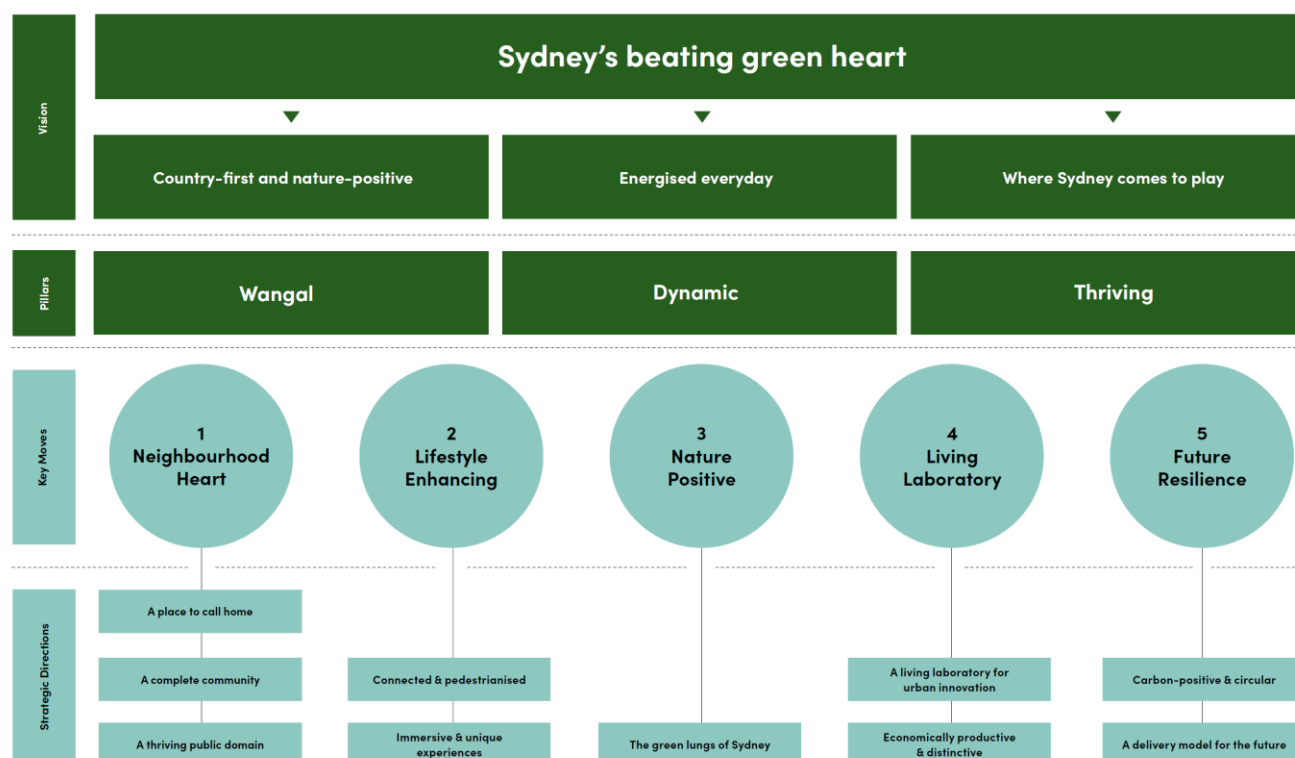 Vision
Sydney’s beating green heart
Country-first and nature-positive
Energised everyday
Where Sydney comes to play
Pillars
Wangal
Dynamic
Thriving
Key Moves
1
Neighbourhood
Heart
2
Lifestyle
Enhancing
3
Nature
Positive
4
Living
Laboratory
5
Future
Resilience
Strategic Directions
A place to call home
A complete community
A thriving public domain
Connected & pedestrianised
Immersive & unique
experiences
The green lungs of Sydney
A living laboratory for
urban innovation
Economically productive
& distinctive
Carbon-positive & circular
A delivery model for the future